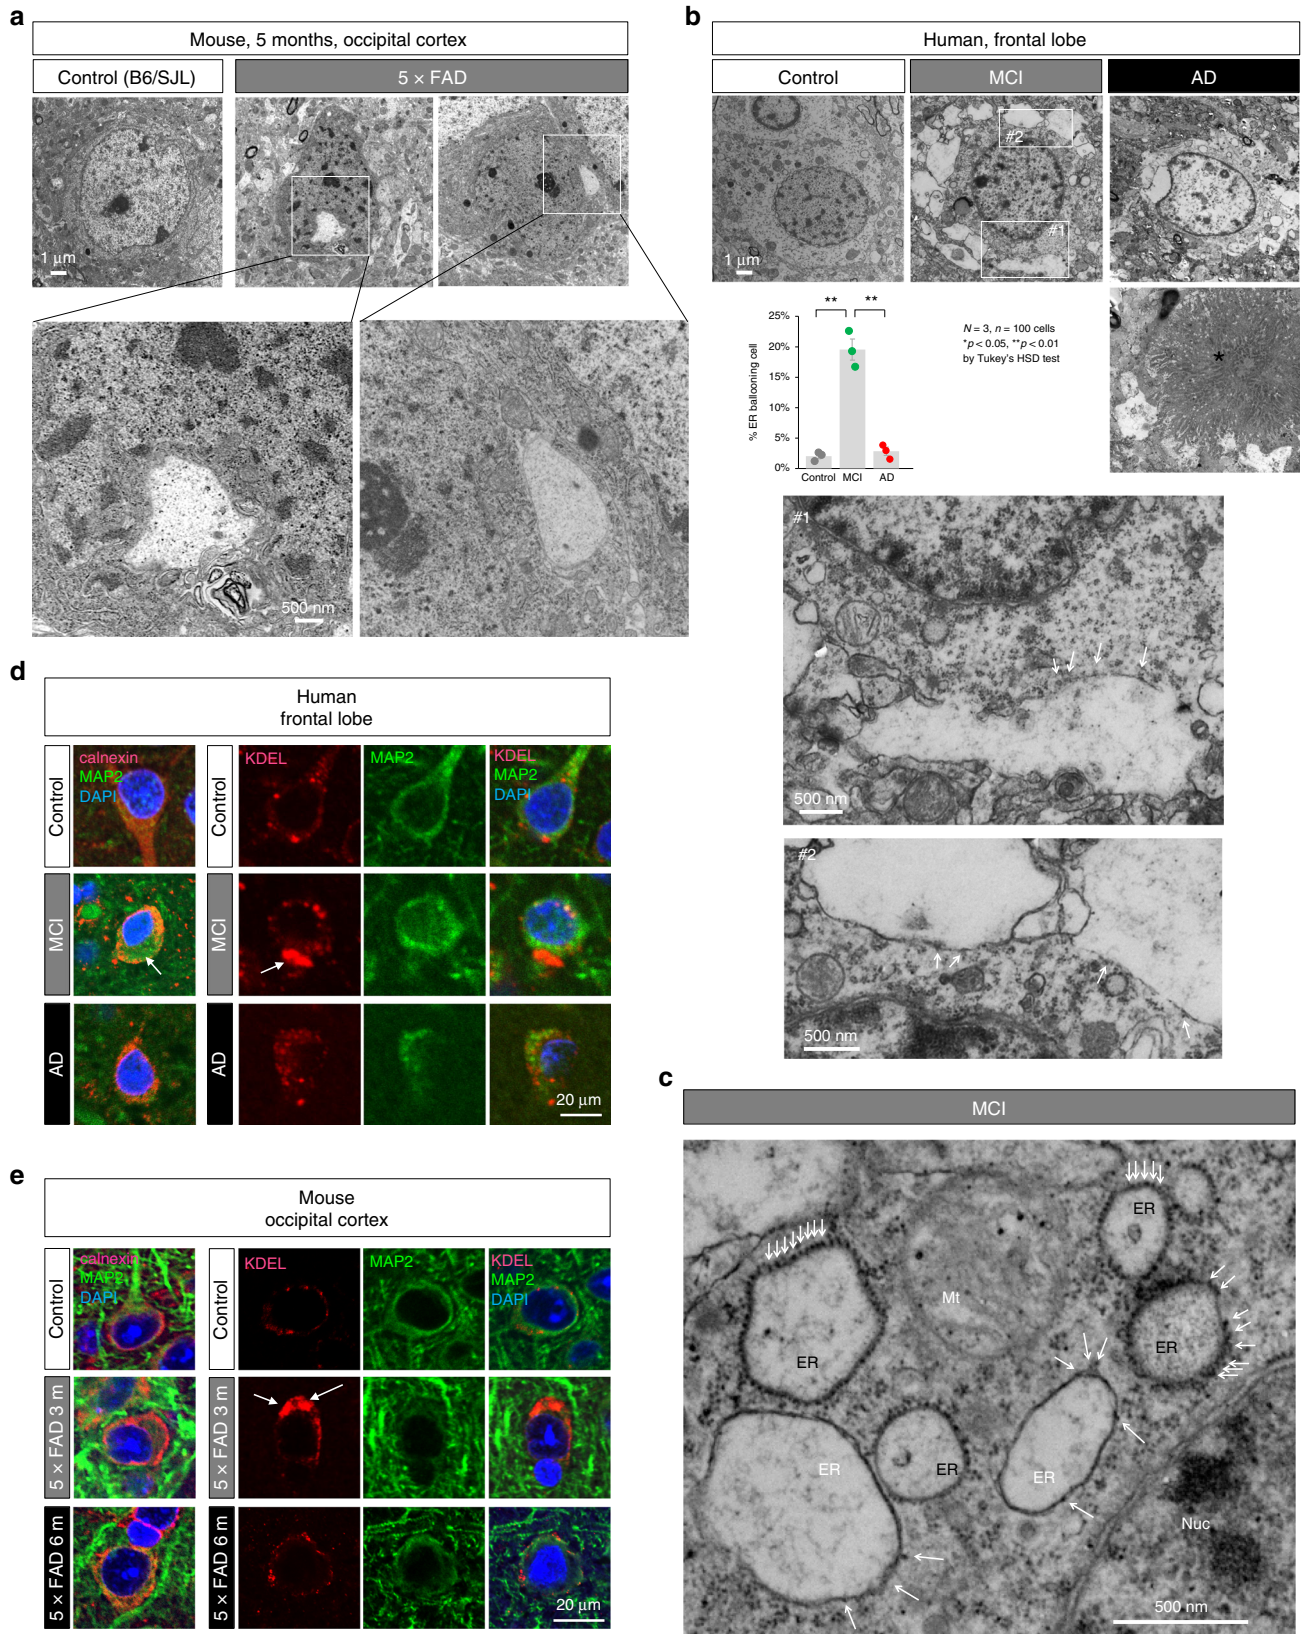 a
Mouse, 5 months, occipital cortex
Control (B6/SJL)
5 × FAD
1 μm
500 nm
b
Human, frontal lobe
Control
MCI
AD
#2
#1
1 μm
25%
20%
15%
10%
5%
0%
% ER ballooning cell
** **
Control MCI AD
N = 3, n = 100 cells
*p < 0.05, **p < 0.01
by Tukey's HSD test
*
#1
500 nm
#2
500 nm
c
MCI
ER
Mt
ER
ER
ER
ER
ER
Nuc
500 nm
d
Human
frontal lobe
Control
calnexin
MAP2
DAPI
Control
KDEL
MAP2
KDEL
MAP2
DAPI
MCI
MCI
AD
AD
20 μm
e
Mouse
occipital cortex
Control
calnexin
MAP2
DAPI
Control
KDEL
MAP2
KDEL
MAP2
DAPI
5 × FAD 3 m
5 × FAD 3 m
5 × FAD 6 m
5 × FAD 6 m
20 μm